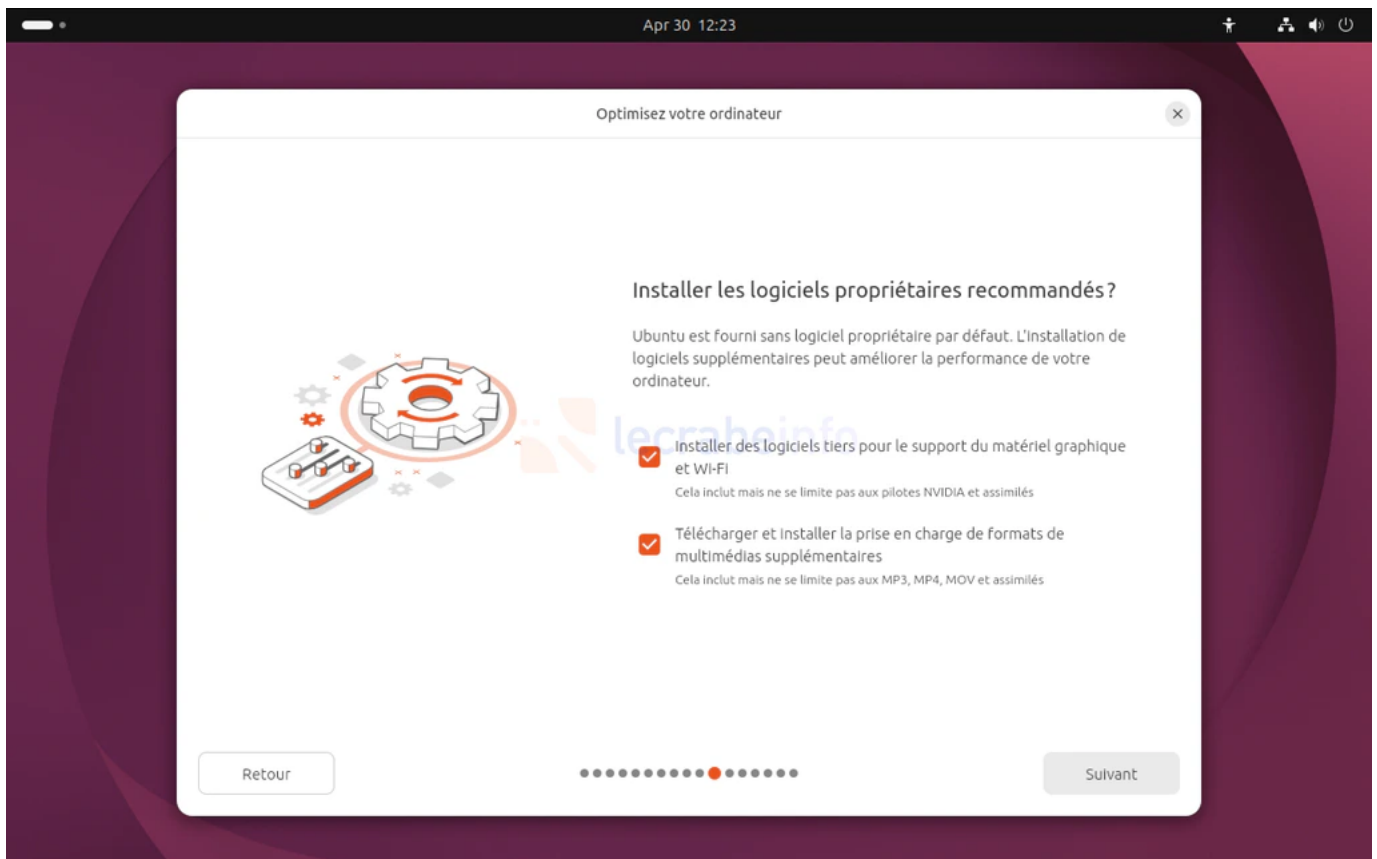 Apr 30 12:23
Optimisez votre ordinateur
Installer les logiciels propriétaires recommandés ?
Ubuntu est fourni sans logiciel propriétaire par défaut. L'installation de
logiciels supplémentaires peut améliorer la performance de votre
ordinateur.
lecrabeinfo
Installer des logiciels tiers pour le support du matériel graphique
et Wi-Fi
Cela inclut mais ne se limite pas aux pilotes NVIDIA et assimilés
Télécharger et installer la prise en charge de formats de
multimédias supplémentaires
Cela inclut mais ne se limite pas aux MP3, MP4, MOV et assimilés
Retour
Suivant